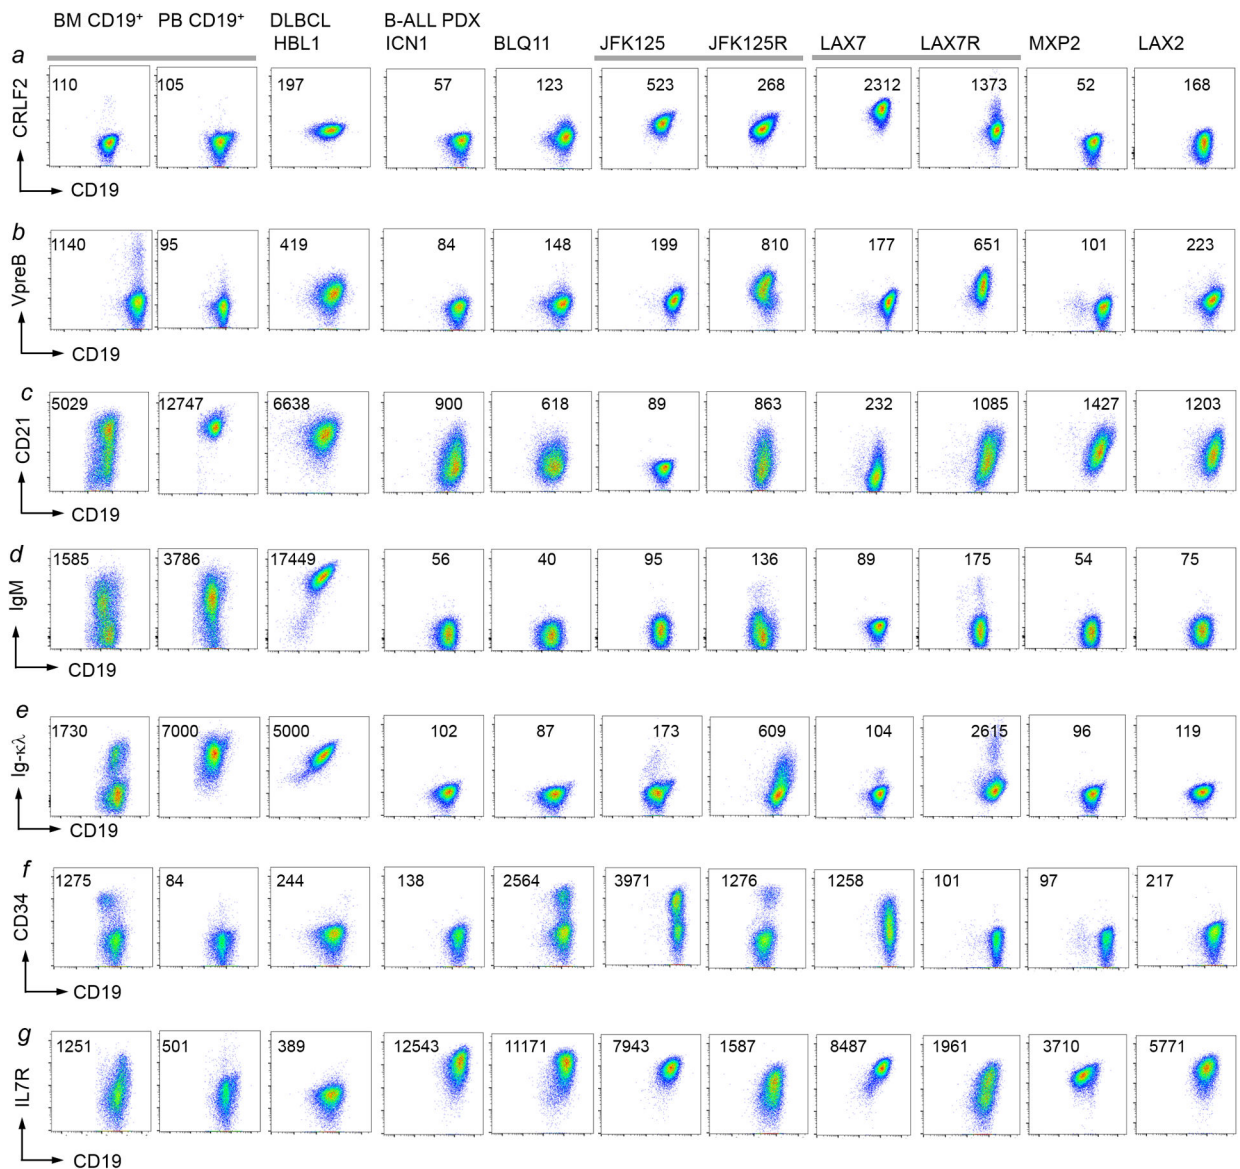 BM CD19⁺ PB CD19⁺ DLBCL B-ALL PDX
HBL1 ICN1 BLQ11 JFK125 JFK125R LAX7 LAX7R MXP2 LAX2
a
CRLF2
110 105 197 57 123 523 268 2312 1373 52 168
CD19
b
VpreB
1140 95 419 84 148 199 810 177 651 101 223
CD19
c
CD21
5029 12747 6638 900 618 89 863 232 1085 1427 1203
CD19
d
IgM
1585 3786 17449 56 40 95 136 89 175 54 75
CD19
e
Ig-κλ
1730 7000 5000 102 87 173 609 104 2615 96 119
CD19
f
CD34
1275 84 244 138 2564 3971 1276 1258 101 97 217
CD19
g
IL7R
1251 501 389 12543 11171 7943 1587 8487 1961 3710 5771
CD19